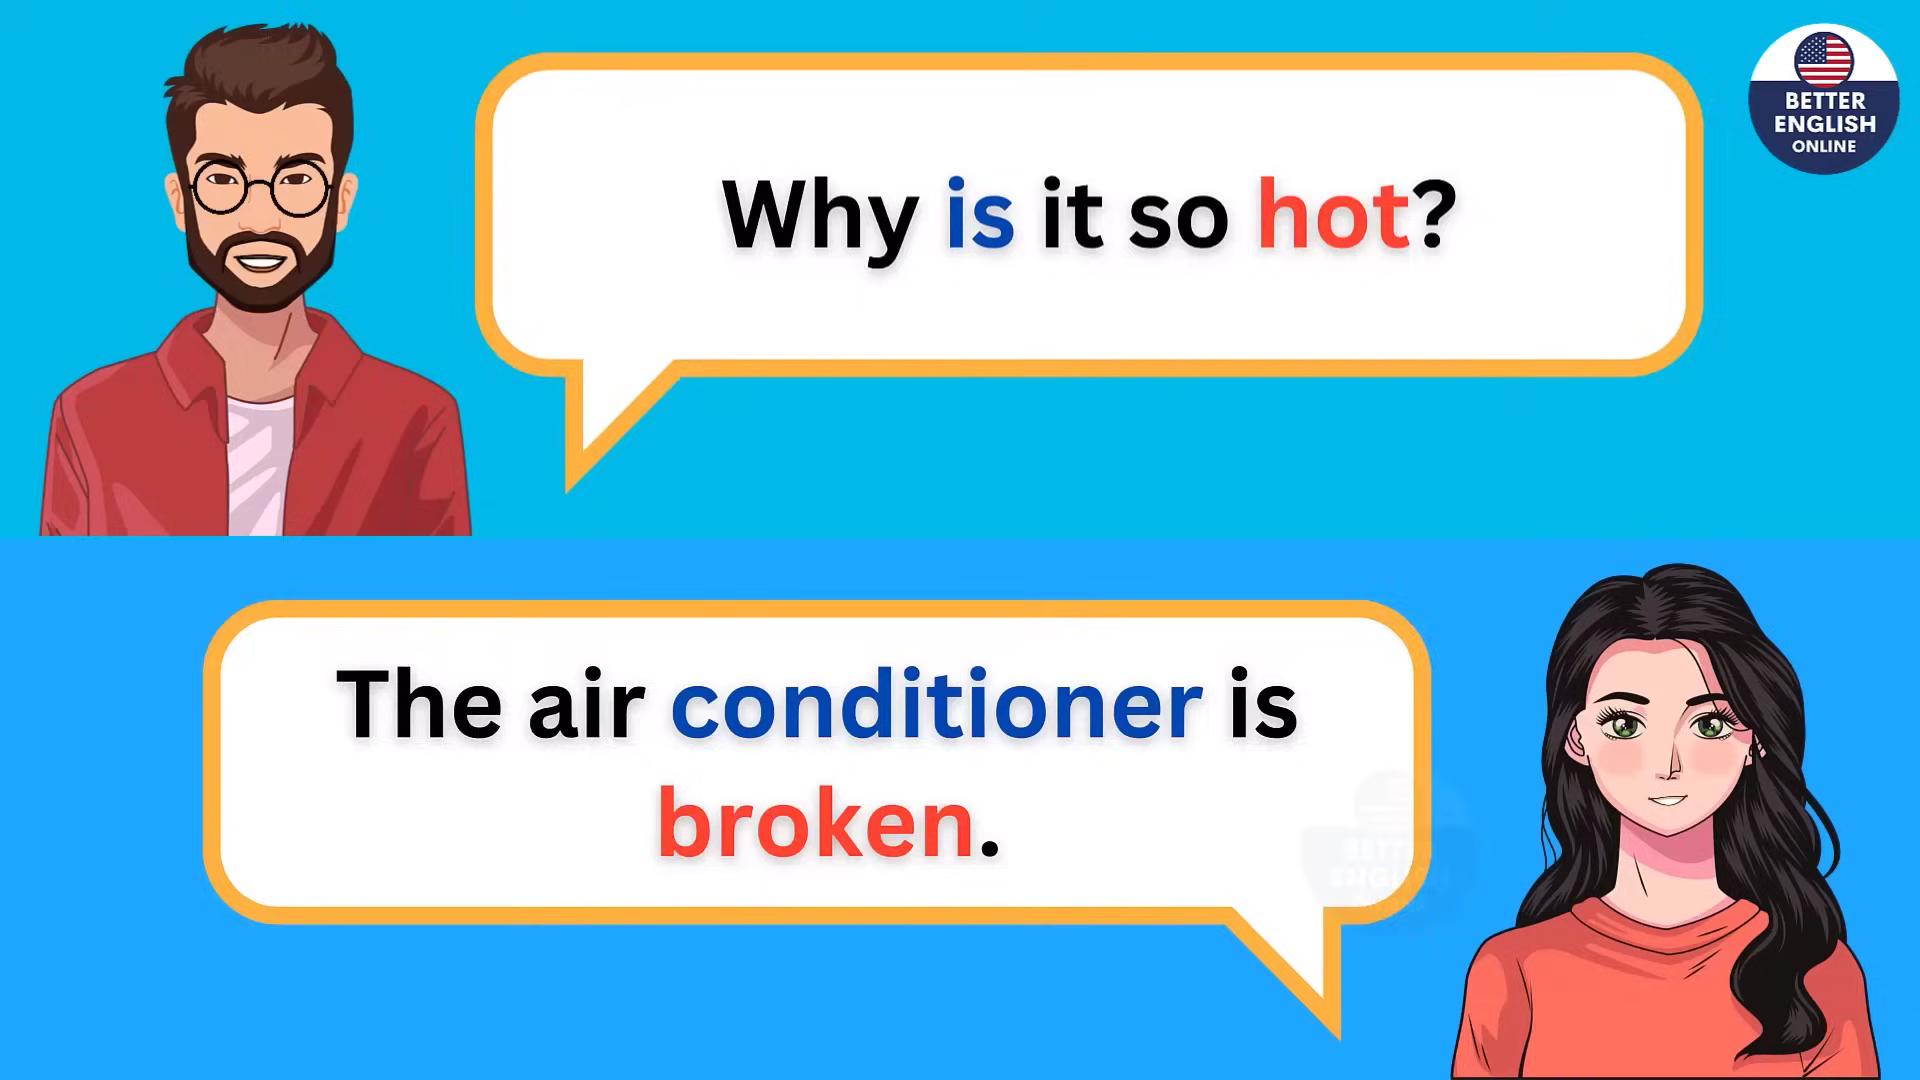 Why is it so hot?
BETTER
ENGLISH
ONLINE
The air conditioner is
broken.